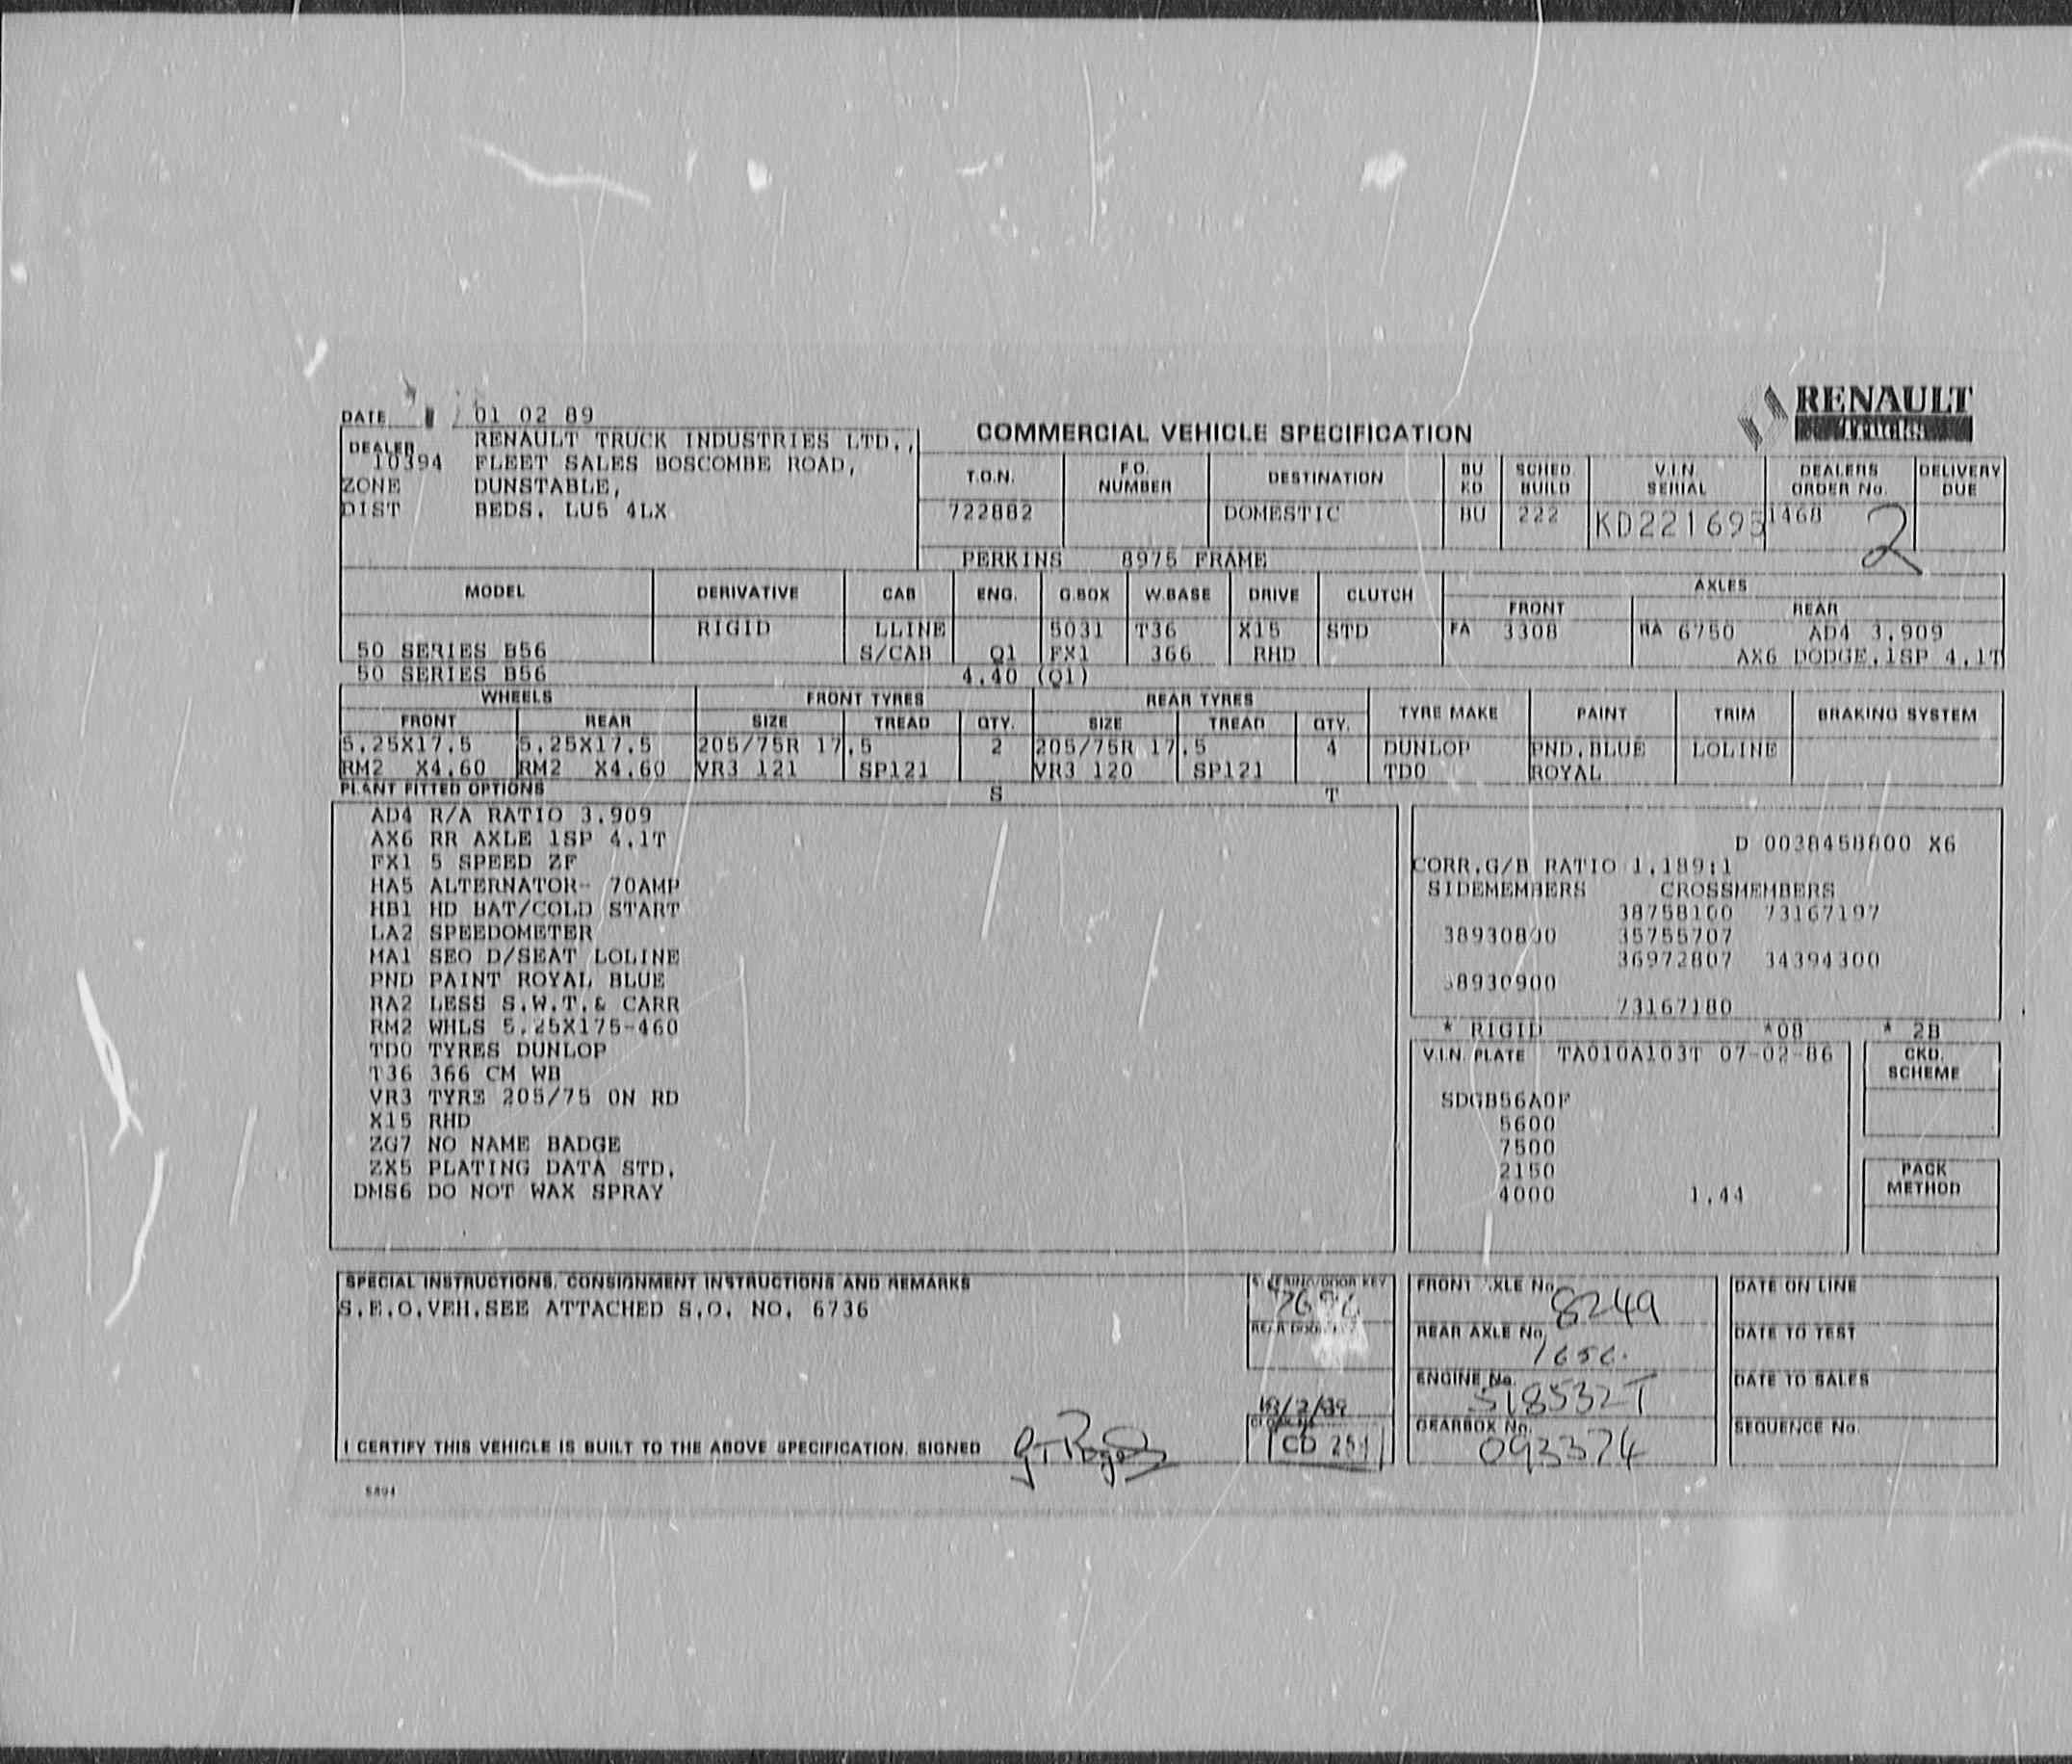 RENAULT
Trucks
DATE 01 02 89
COMMERCIAL VEHICLE SPECIFICATION
DEALER RENAULT TRUCK INDUSTRIES LTD.,
10394 FLEET SALES BOSCOMBE ROAD,
ZONE DUNSTABLE,
DIST BEDS. LU5 4LX
T.O.N. F.O. NUMBER DESTINATION BU KD SCHED BUILD V.I.N. SERIAL DEALERS ORDER No. DELIVERY DUE
722882 DOMESTIC BU 222 KD221695 1468 2
PERKINS 8975 FRAME
MODEL DERIVATIVE CAB ENG. G.BOX W.BASE DRIVE CLUTCH AXLES
FRONT REAR
RIGID LLINE 5031 T36 X15 STD FA 3308 RA 6750 AD4 3.909
50 SERIES B56 S/CAB Q1 FX1 366 RHD AX6 DODGE.1SP 4.1T
50 SERIES B56 4.40 (Q1)
WHEELS FRONT TYRES REAR TYRES TYRE MAKE PAINT TRIM BRAKING SYSTEM
FRONT REAR SIZE TREAD QTY. SIZE TREAD QTY.
5.25X17.5 5.25X17.5 205/75R 17.5 2 205/75R 17.5 4 DUNLOP PND.BLUE LOLINE
RM2 X4.60 RM2 X4.60 VR3 121 SP121 VR3 120 SP121 TD0 ROYAL
PLANT FITTED OPTIONS S T
AD4 R/A RATIO 3.909
AX6 RR AXLE 1SP 4.1T
FX1 5 SPEED ZF
HA5 ALTERNATOR- 70AMP
HB1 HD BAT/COLD START
LA2 SPEEDOMETER
MA1 SEO D/SEAT LOLINE
PND PAINT ROYAL BLUE
RA2 LESS S.W.T.& CARR
RM2 WHLS 5.25X175-460
TD0 TYRES DUNLOP
T36 366 CM WB
VR3 TYRE 205/75 ON RD
X15 RHD
ZG7 NO NAME BADGE
ZX5 PLATING DATA STD.
DMS6 DO NOT WAX SPRAY
D 0038458800 X6
CORR.G/B RATIO 1.189:1
SIDEMEMBERS CROSSMEMBERS
38758100 73167197
38930800 35755707
36972807 34394300
38930900
73167180
* RIGID *08 * 28
V.I.N. PLATE TA010A103T 07-02-86
SDGB56A0F
5600
7500
2150
4000 1.44
CKD. SCHEME
PACK METHOD
SPECIAL INSTRUCTIONS, CONSIGNMENT INSTRUCTIONS AND REMARKS
S.E.O.VEH.SEE ATTACHED S.O. NO. 6736
I CERTIFY THIS VEHICLE IS BUILT TO THE ABOVE SPECIFICATION. SIGNED
DOOR KEY
18/2/89
CD 251
FRONT AXLE No. 8249
REAR AXLE No. 1656.
ENGINE No. 518532T
GEARBOX No. 093374
DATE ON LINE
DATE TO TEST
DATE TO SALES
SEQUENCE No.